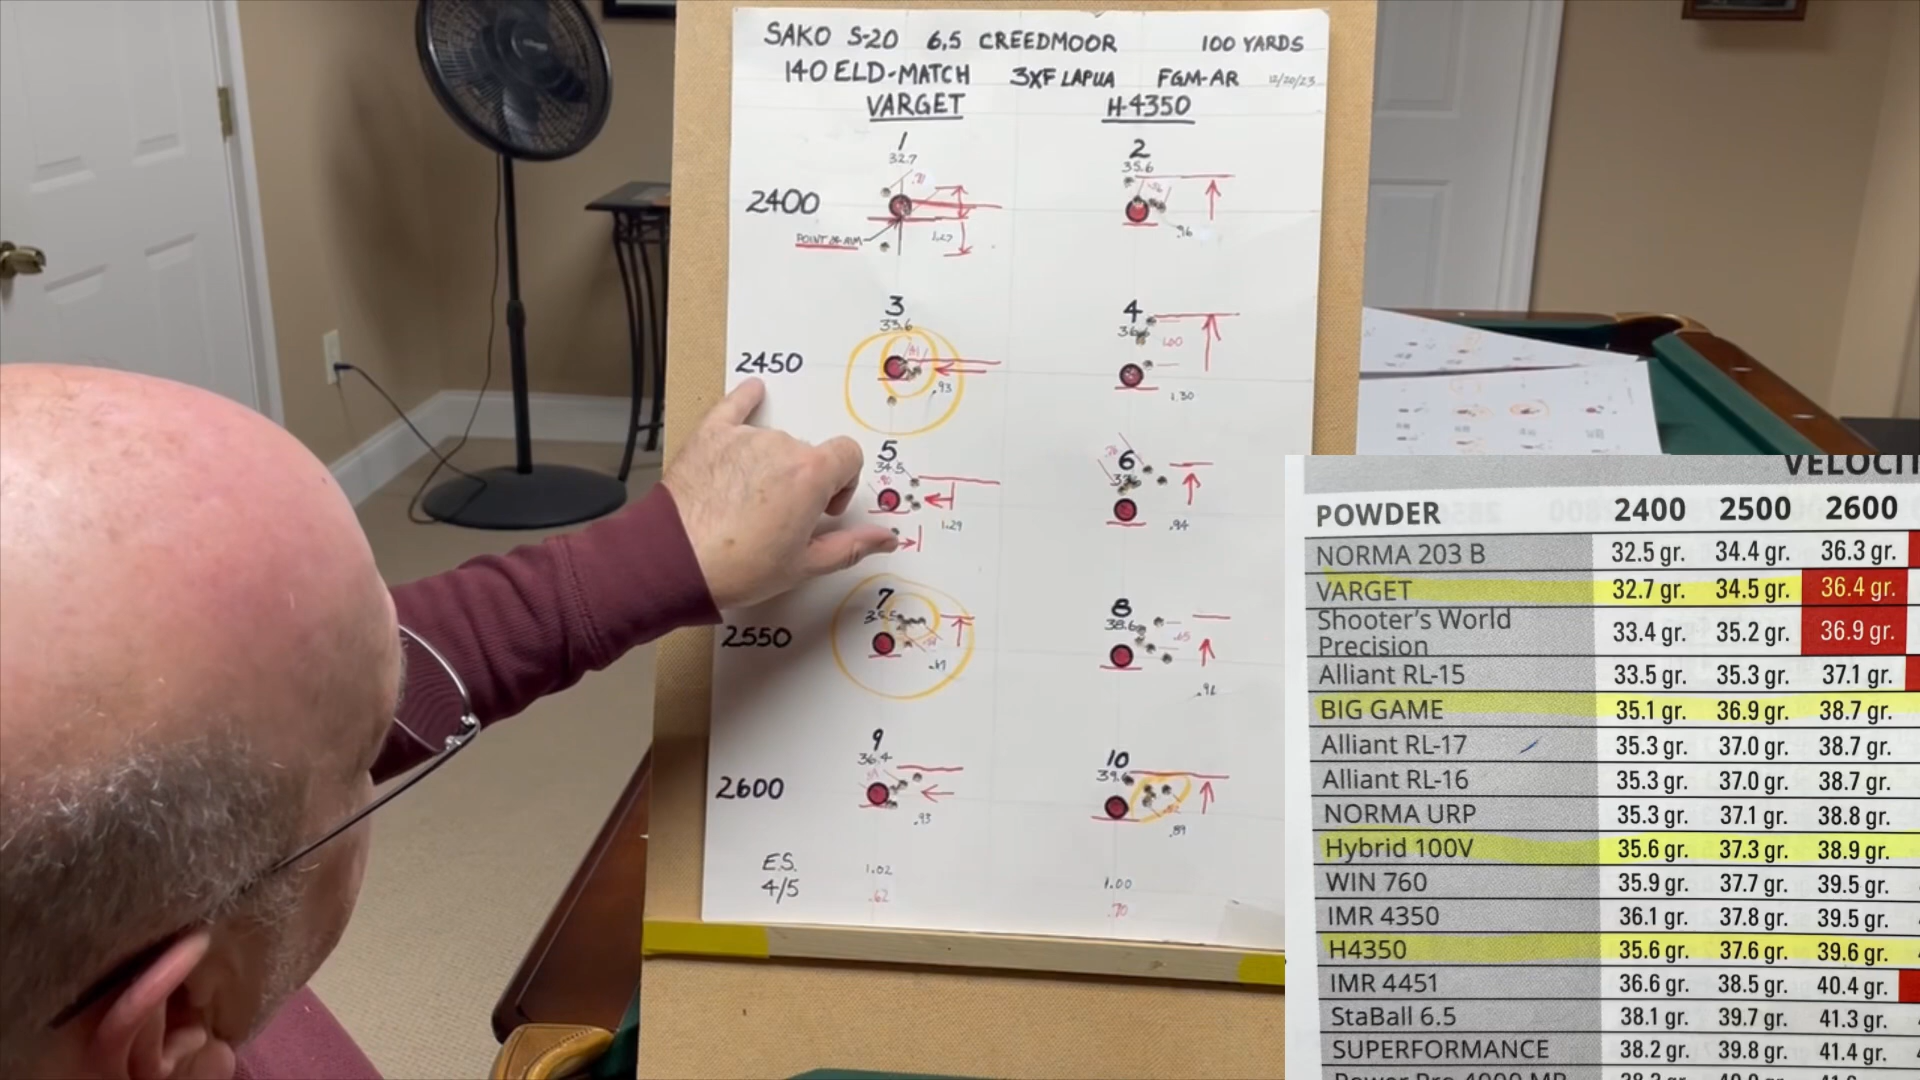 SAKO S-20 6.5 CREEDMOOR 100 YARDS
140 ELD-MATCH 3XF LAPUA FGM-AR 12/20/23
VARGET H-4350
1 2
32.7 35.6
2400
POINT OF AIM
1.27
.96
3 4
33.6
2450
.93
1.00
1.30
5 6
34.5
1.29
.94
7 8
38.6
2550
.65
9 10
36.4 39.6
2600
.93
.89
E.S. 1.02 1.00
4/5 .62 .70
POWDER 2400 2500 2600
NORMA 203 B 32.5 gr. 34.4 gr. 36.3 gr.
VARGET 32.7 gr. 34.5 gr. 36.4 gr.
Shooter's World
Precision 33.4 gr. 35.2 gr. 36.9 gr.
Alliant RL-15 33.5 gr. 35.3 gr. 37.1 gr.
BIG GAME 35.1 gr. 36.9 gr. 38.7 gr.
Alliant RL-17 35.3 gr. 37.0 gr. 38.7 gr.
Alliant RL-16 35.3 gr. 37.0 gr. 38.7 gr.
NORMA URP 35.3 gr. 37.1 gr. 38.8 gr.
Hybrid 100V 35.6 gr. 37.3 gr. 38.9 gr.
WIN 760 35.9 gr. 37.7 gr. 39.5 gr.
IMR 4350 36.1 gr. 37.8 gr. 39.5 gr.
H4350 35.6 gr. 37.6 gr. 39.6 gr.
IMR 4451 36.6 gr. 38.5 gr. 40.4 gr.
StaBall 6.5 38.1 gr. 39.7 gr. 41.3 gr.
SUPERFORMANCE 38.2 gr. 39.8 gr. 41.4 gr.